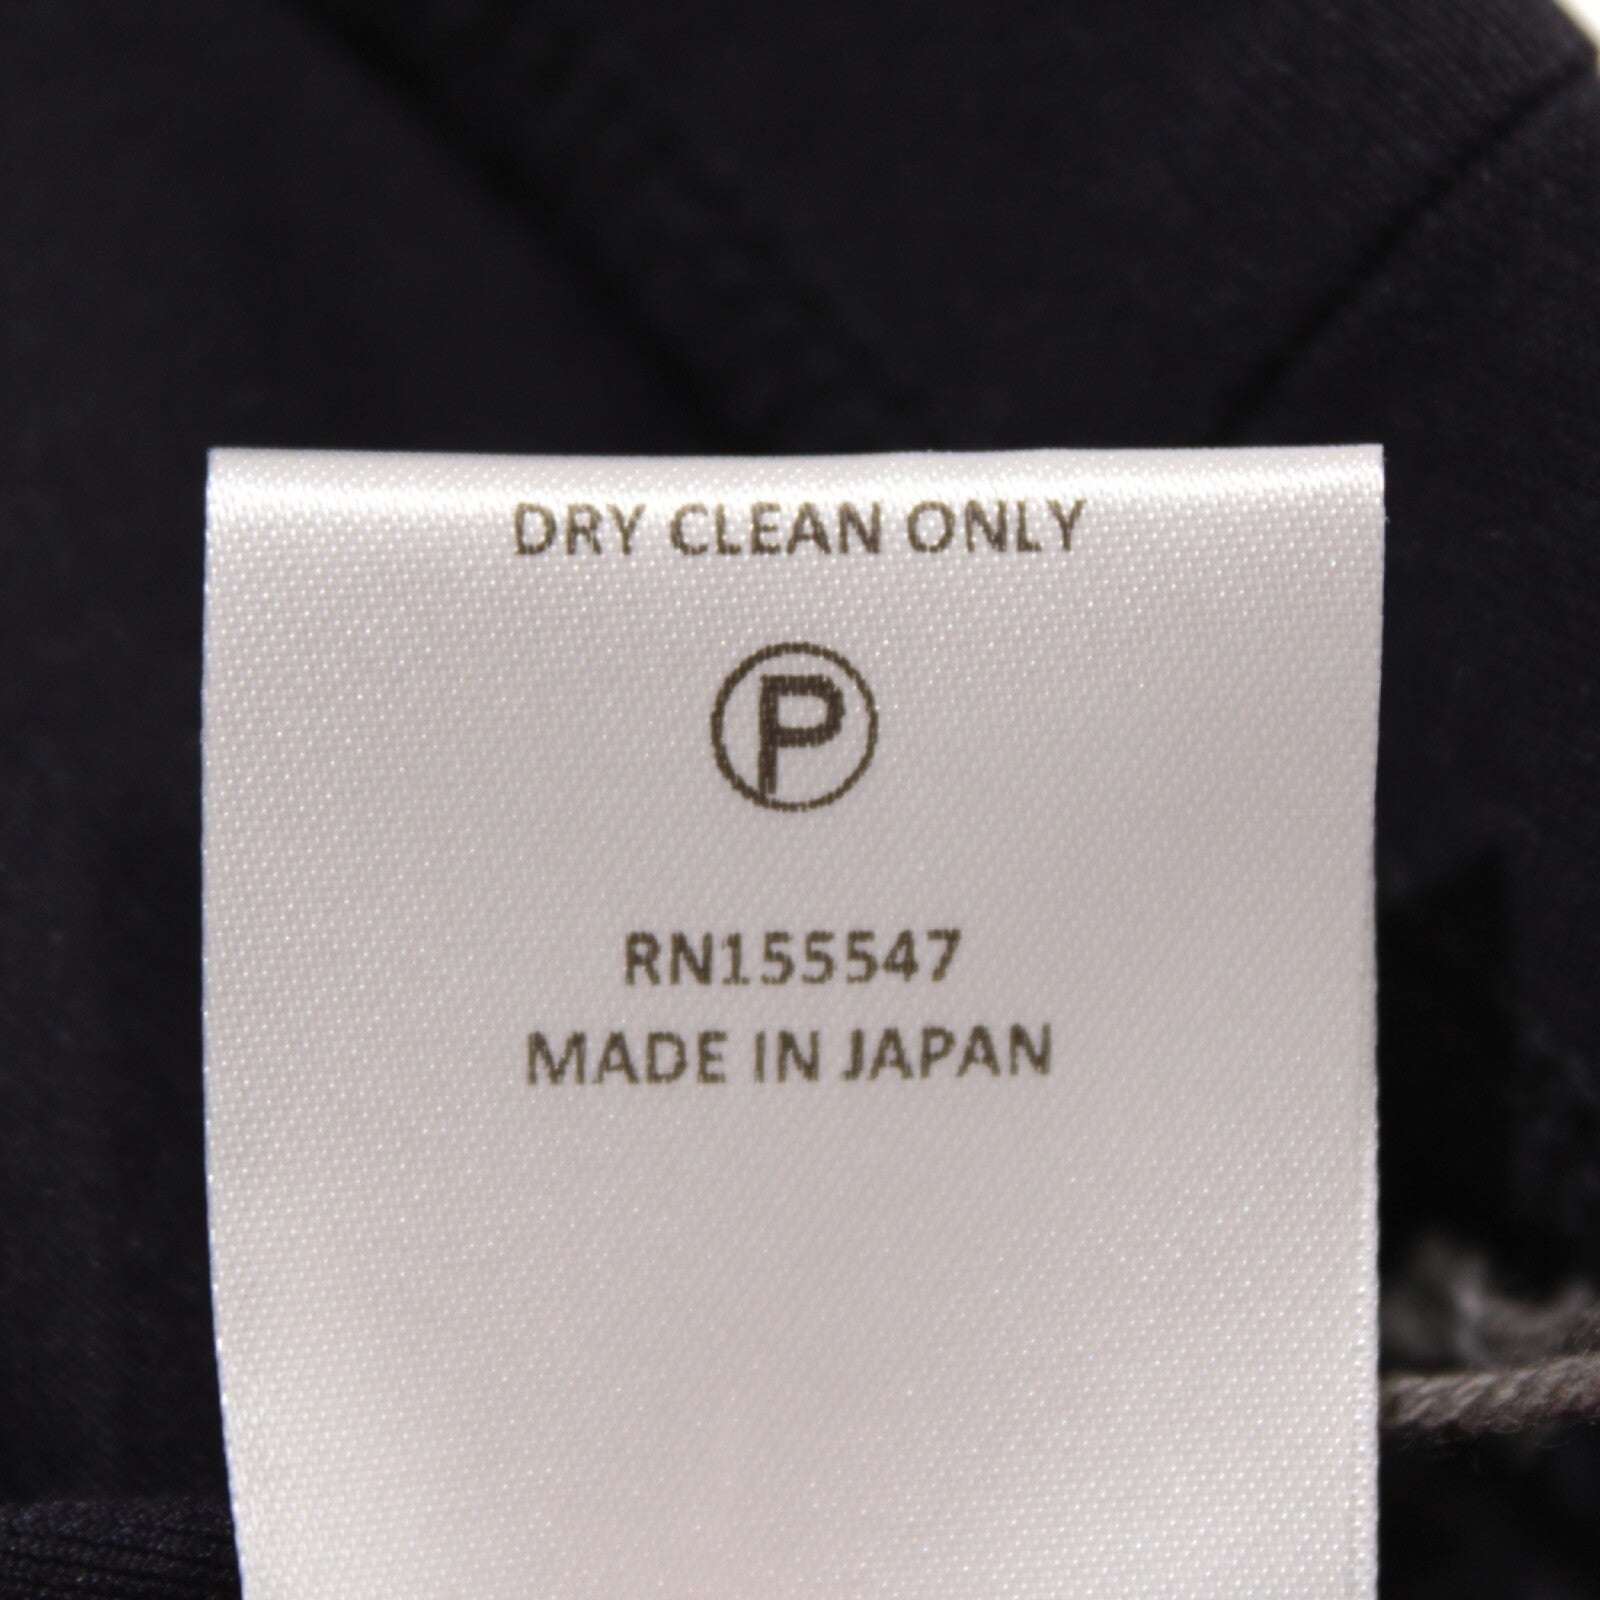 DRY CLEAN ONLY
P
RN155547
MADE IN JAPAN